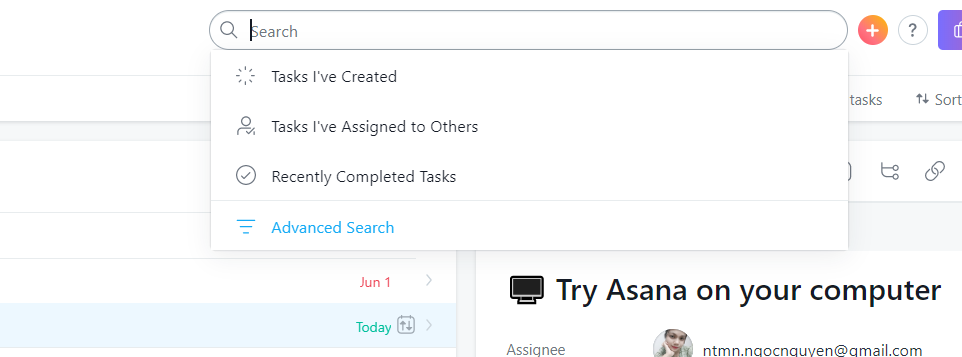 Search
?
Tasks I've Created
tasks
Sort
Tasks I've Assigned to Others
Recently Completed Tasks
Advanced Search
Jun 1
Today
Try Asana on your computer
Assignee
ntmn.ngocnguyen@gmail.com